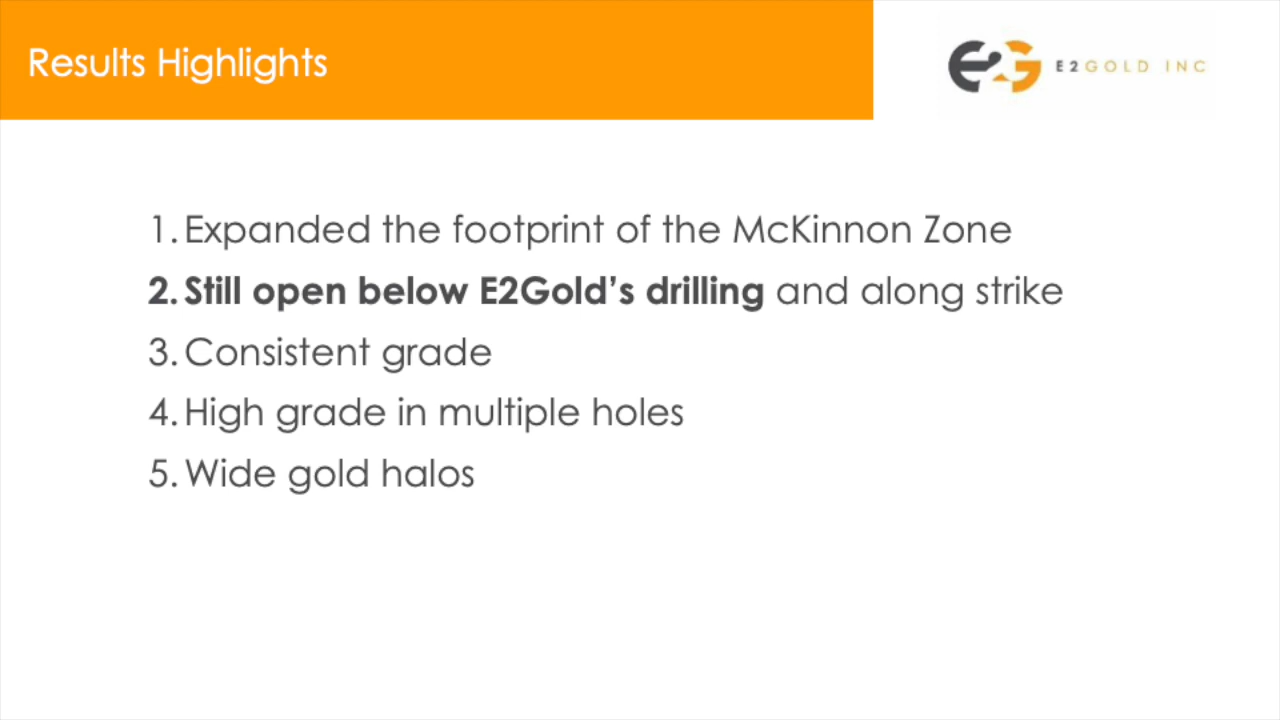 Results Highlights
E2G E2GOLD INC
1. Expanded the footprint of the McKinnon Zone
2. Still open below E2Gold's drilling and along strike
3. Consistent grade
4. High grade in multiple holes
5. Wide gold halos